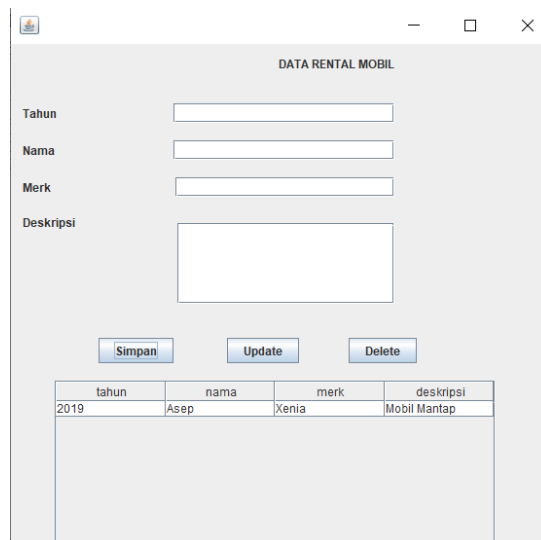 DATA RENTAL MOBIL
Tahun
Nama
Merk
Deskripsi
Simpan Update Delete
tahun nama merk deskripsi
2019 Asep Xenia Mobil Mantap